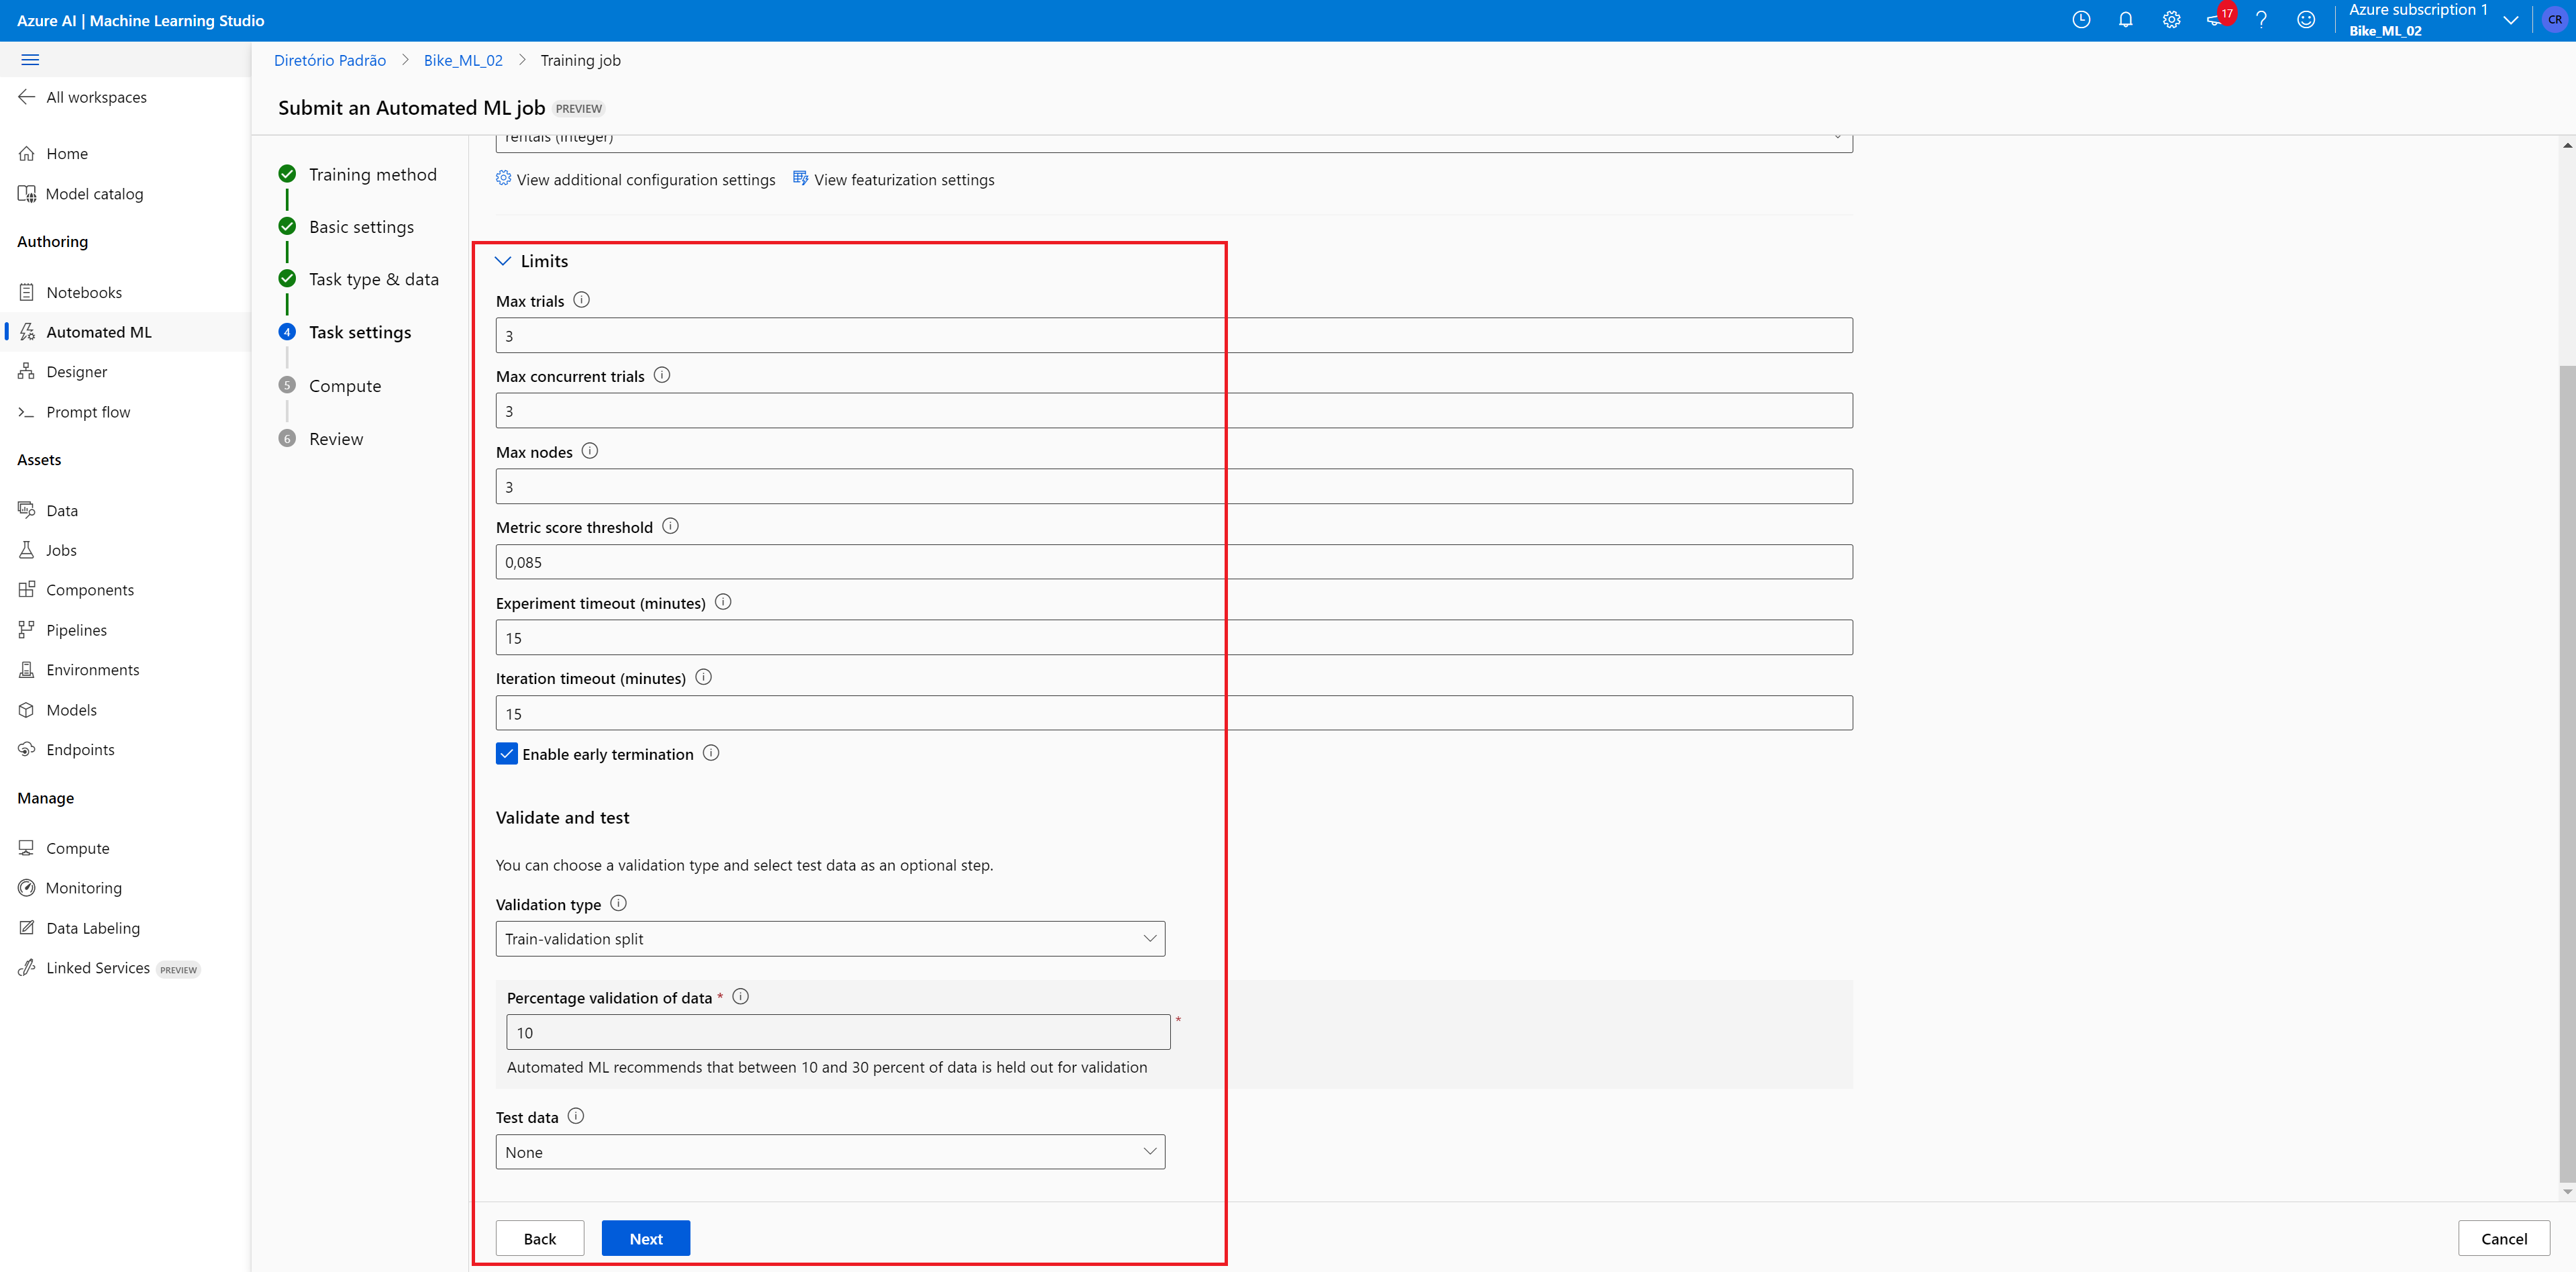 Azure AI | Machine Learning Studio
17
Azure subscription 1
Bike_ML_02
CR
All workspaces
Home
Model catalog
Authoring
Notebooks
Automated ML
Designer
Prompt flow
Assets
Data
Jobs
Components
Pipelines
Environments
Models
Endpoints
Manage
Compute
Monitoring
Data Labeling
Linked Services PREVIEW
Diretório Padrão > Bike_ML_02 > Training job
Submit an Automated ML job PREVIEW
Training method
Basic settings
Task type & data
4 Task settings
5 Compute
6 Review
rentals (integer)
View additional configuration settings View featurization settings
Limits
Max trials
3
Max concurrent trials
3
Max nodes
3
Metric score threshold
0,085
Experiment timeout (minutes)
15
Iteration timeout (minutes)
15
Enable early termination
Validate and test
You can choose a validation type and select test data as an optional step.
Validation type
Train-validation split
Percentage validation of data *
10 *
Automated ML recommends that between 10 and 30 percent of data is held out for validation
Test data
None
Back Next Cancel